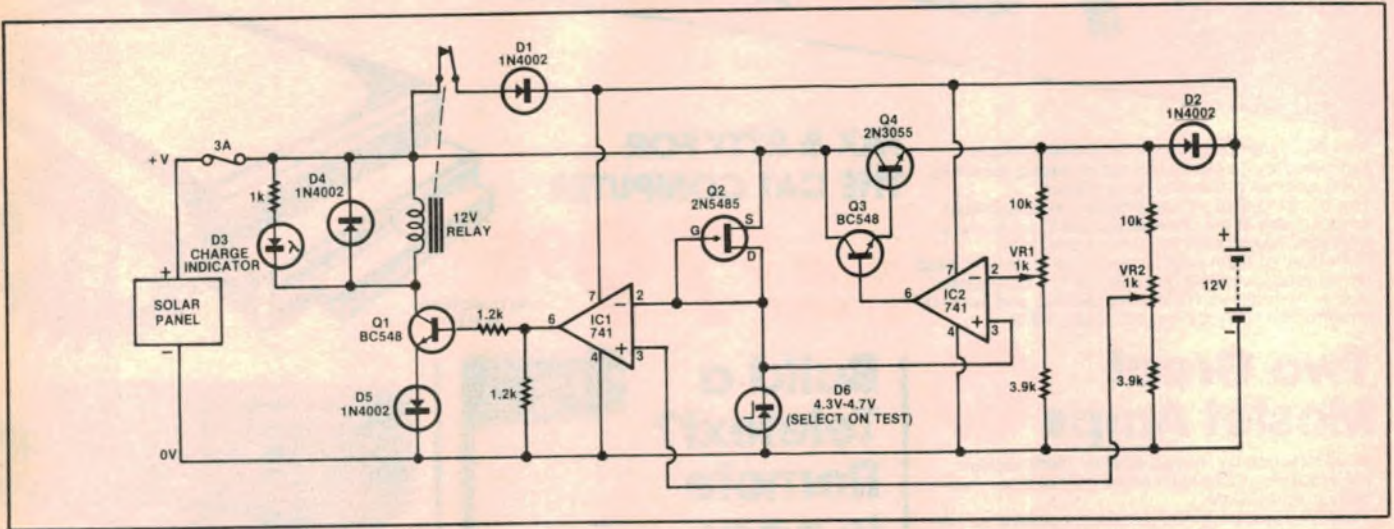 D1
1N4002
D2
1N4002
Q4
2N3055
3A
+V
D4
1N4002
1k
Q2
2N5485
S
G
D
Q3
BC548
10k
10k
12V
RELAY
D3
CHARGE
INDICATOR
VR1
1k
VR2
1k
+
12V
-
+
SOLAR
PANEL
-
7
2
-
6
IC2
741
+
3
4
Q1
BC548
1.2k
7
2
-
6
IC1
741
+
3
4
1.2k
3.9k
3.9k
D5
1N4002
D6
4.3V-4.7V
(SELECT ON TEST)
0V